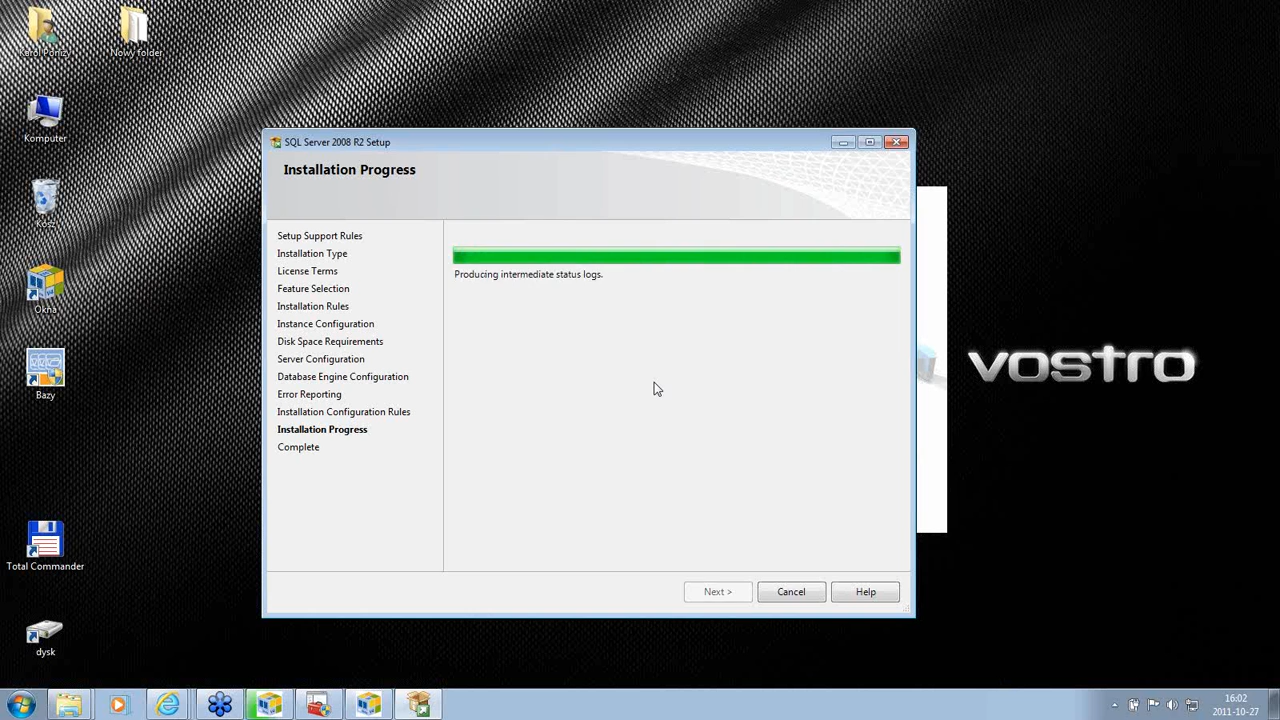 Karol Pondzy
Nowy folder
Komputer
Kosz
Okna
Bazy
Total Commander
dysk
SQL Server 2008 R2 Setup
Installation Progress
Setup Support Rules
Installation Type
License Terms
Feature Selection
Installation Rules
Instance Configuration
Disk Space Requirements
Server Configuration
Database Engine Configuration
Error Reporting
Installation Configuration Rules
Installation Progress
Complete
Producing intermediate status logs.
Next >
Cancel
Help
vostro
16:02
2011-10-27